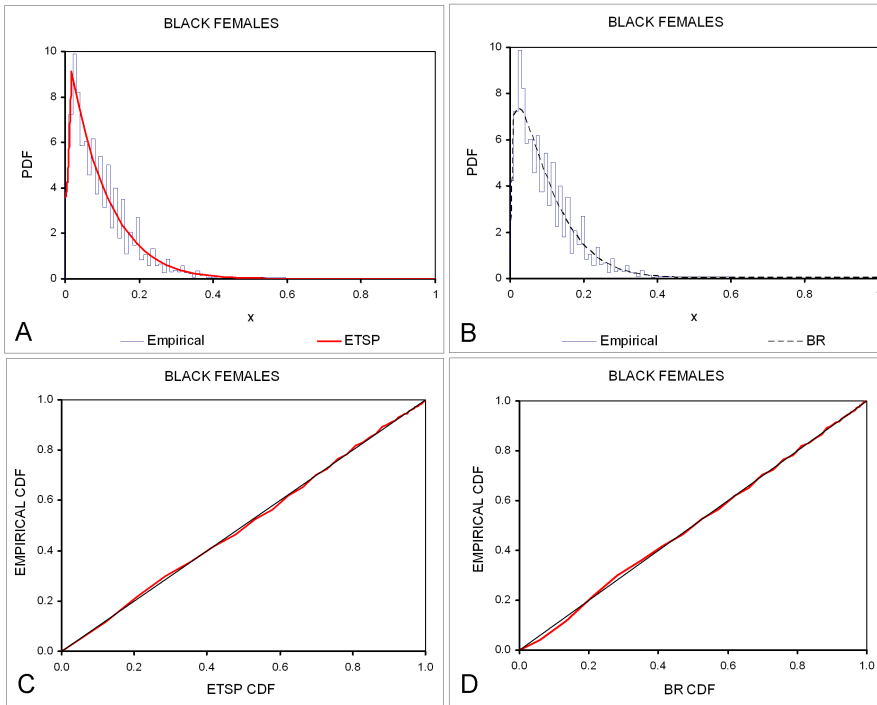 BLACK FEMALES
10
8
6
4
2
0
PDF
0 0.2 0.4 0.6 0.8 1
x
A
Empirical ETSP
BLACK FEMALES
10
8
6
4
2
0
PDF
0 0.2 0.4 0.6 0.8 1
x
B
Empirical BR
BLACK FEMALES
1.0
0.8
0.6
0.4
0.2
0.0
EMPIRICAL CDF
0.0 0.2 0.4 0.6 0.8 1.0
ETSP CDF
C
BLACK FEMALES
1.0
0.8
0.6
0.4
0.2
0.0
EMPIRICAL CDF
0.0 0.2 0.4 0.6 0.8 1.0
BR CDF
D